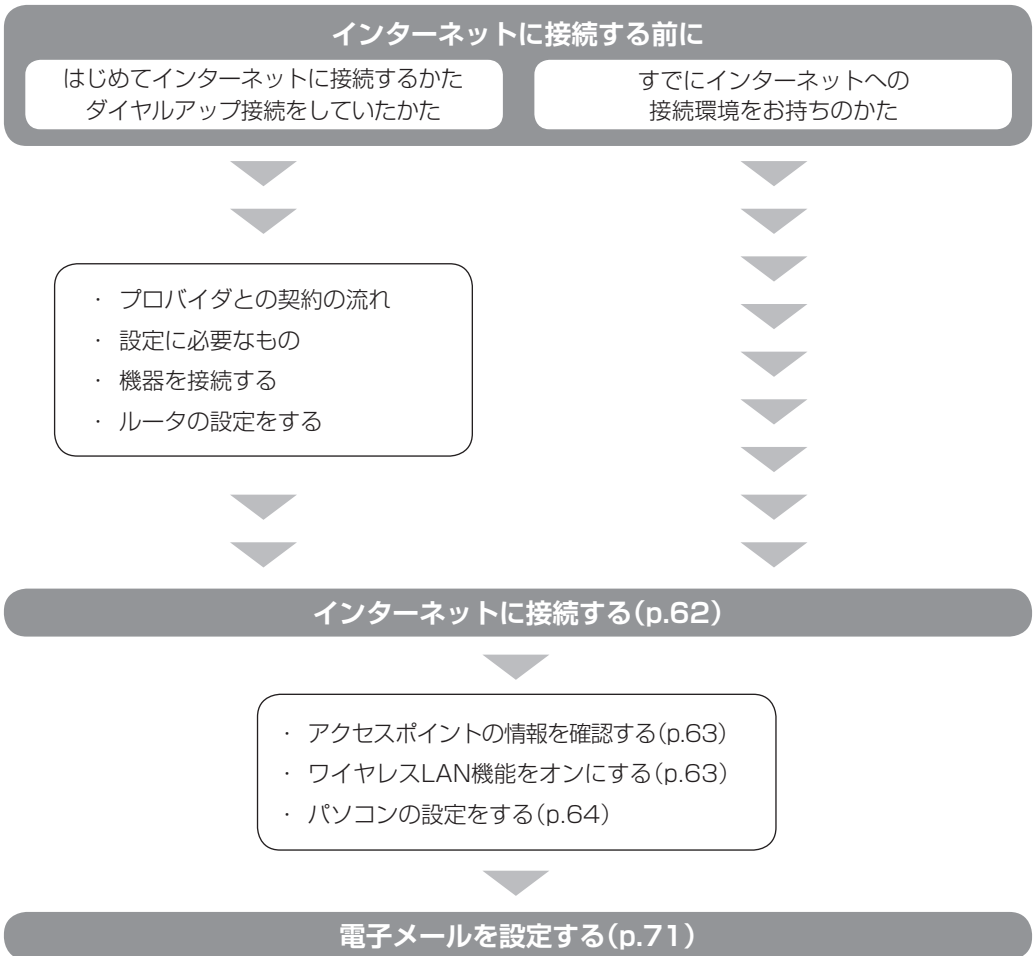 インターネットに接続する前に
はじめてインターネットに接続するかた
ダイヤルアップ接続をしていたかた
すでにインターネットへの
接続環境をお持ちのかた
・ プロバイダとの契約の流れ
・ 設定に必要なもの
・ 機器を接続する
・ ルータの設定をする
インターネットに接続する(p.62)
・ アクセスポイントの情報を確認する(p.63)
・ ワイヤレスLAN機能をオンにする(p.63)
・ パソコンの設定をする(p.64)
電子メールを設定する(p.71)